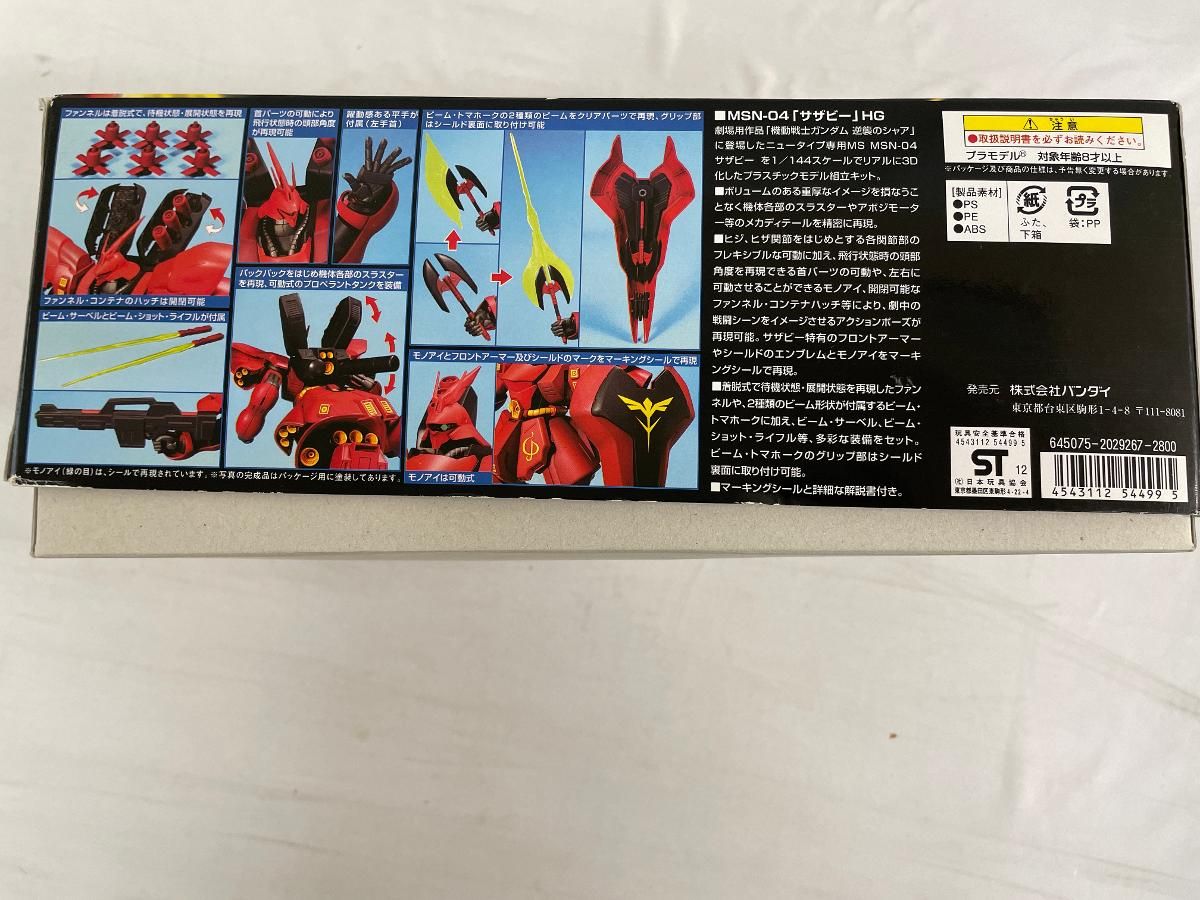 ファンネルは着脱式で、待機状態・展開状態を再現
ファンネル・コンテナのハッチは開閉可能
ビーム・サーベルとビーム・ショット・ライフルが付属
※モノアイ(緑の目)は、シールで再現されています。※写真の完成品はパッケージ用に塗装してあります。
首パーツの可動により
飛行状態時の頭部角度
が再現可能
躍動感ある平手が
付属(左手首)
バックパックをはじめ機体各部のスラスター
を再現、可動式のプロペラントタンクを装備
ビーム・トマホークの2種類のビームをクリアパーツで再現、グリップ部
はシールド裏面に取り付け可能
モノアイとフロントアーマー及びシールドのマークをマーキングシールで再現
モノアイは可動式
■MSN-04「サザビー」HG
劇場用作品「機動戦士ガンダム 逆襲のシャア」
に登場したニュータイプ専用MS MSN-04
サザビー を1/144スケールでリアルに3D
化したプラスチックモデル組立キット。
■ボリュームのある重厚なイメージを損なうこ
となく機体各部のスラスターやアポジモータ
ー等のメカディテールを精密に再現。
■ヒジ、ヒザ関節をはじめとする各関節部の
フレキシブルな可動に加え、飛行状態時の頭部
角度を再現できる首パーツの可動や、左右に
可動させることができるモノアイ、開閉可能な
ファンネル・コンテナハッチ等により、劇中の
戦闘シーンをイメージさせるアクションポーズが
再現可能。サザビー特有のフロントアーマー
やシールドのエンブレムとモノアイをマーキ
ングシールで再現。
■着脱式で待機状態・展開状態を再現したファン
ネルや、2種類のビーム形状が付属するビーム・
トマホークに加え、ビーム・サーベル、ビーム・
ショット・ライフル等、多彩な装備をセット。
ビーム・トマホークのグリップ部はシールド
裏面に取り付け可能。
■マーキングシールと詳細な解説書付き。
注意
●取扱説明書を必ずお読みください。
プラモデル® 対象年齢8才以上
※パッケージ及び商品の仕様は、予告無く変更する場合があります。
[製品素材]
●PS
●PE
●ABS
紙
ふた、
下箱
プラ
袋:PP
発売元 株式会社バンダイ
東京都台東区駒形1-4-8 〒111-8081
玩具安全基準合格
4543112 54499 5
ST 12
(社)日本玩具協会
東京都墨田区東駒形4-22-4
645075-2029267-2800
4543112 54499 5